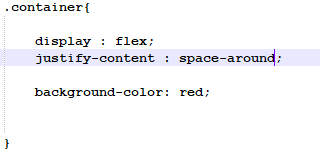 .container{
display : flex;
justify-content : space-around;
background-color: red;
}